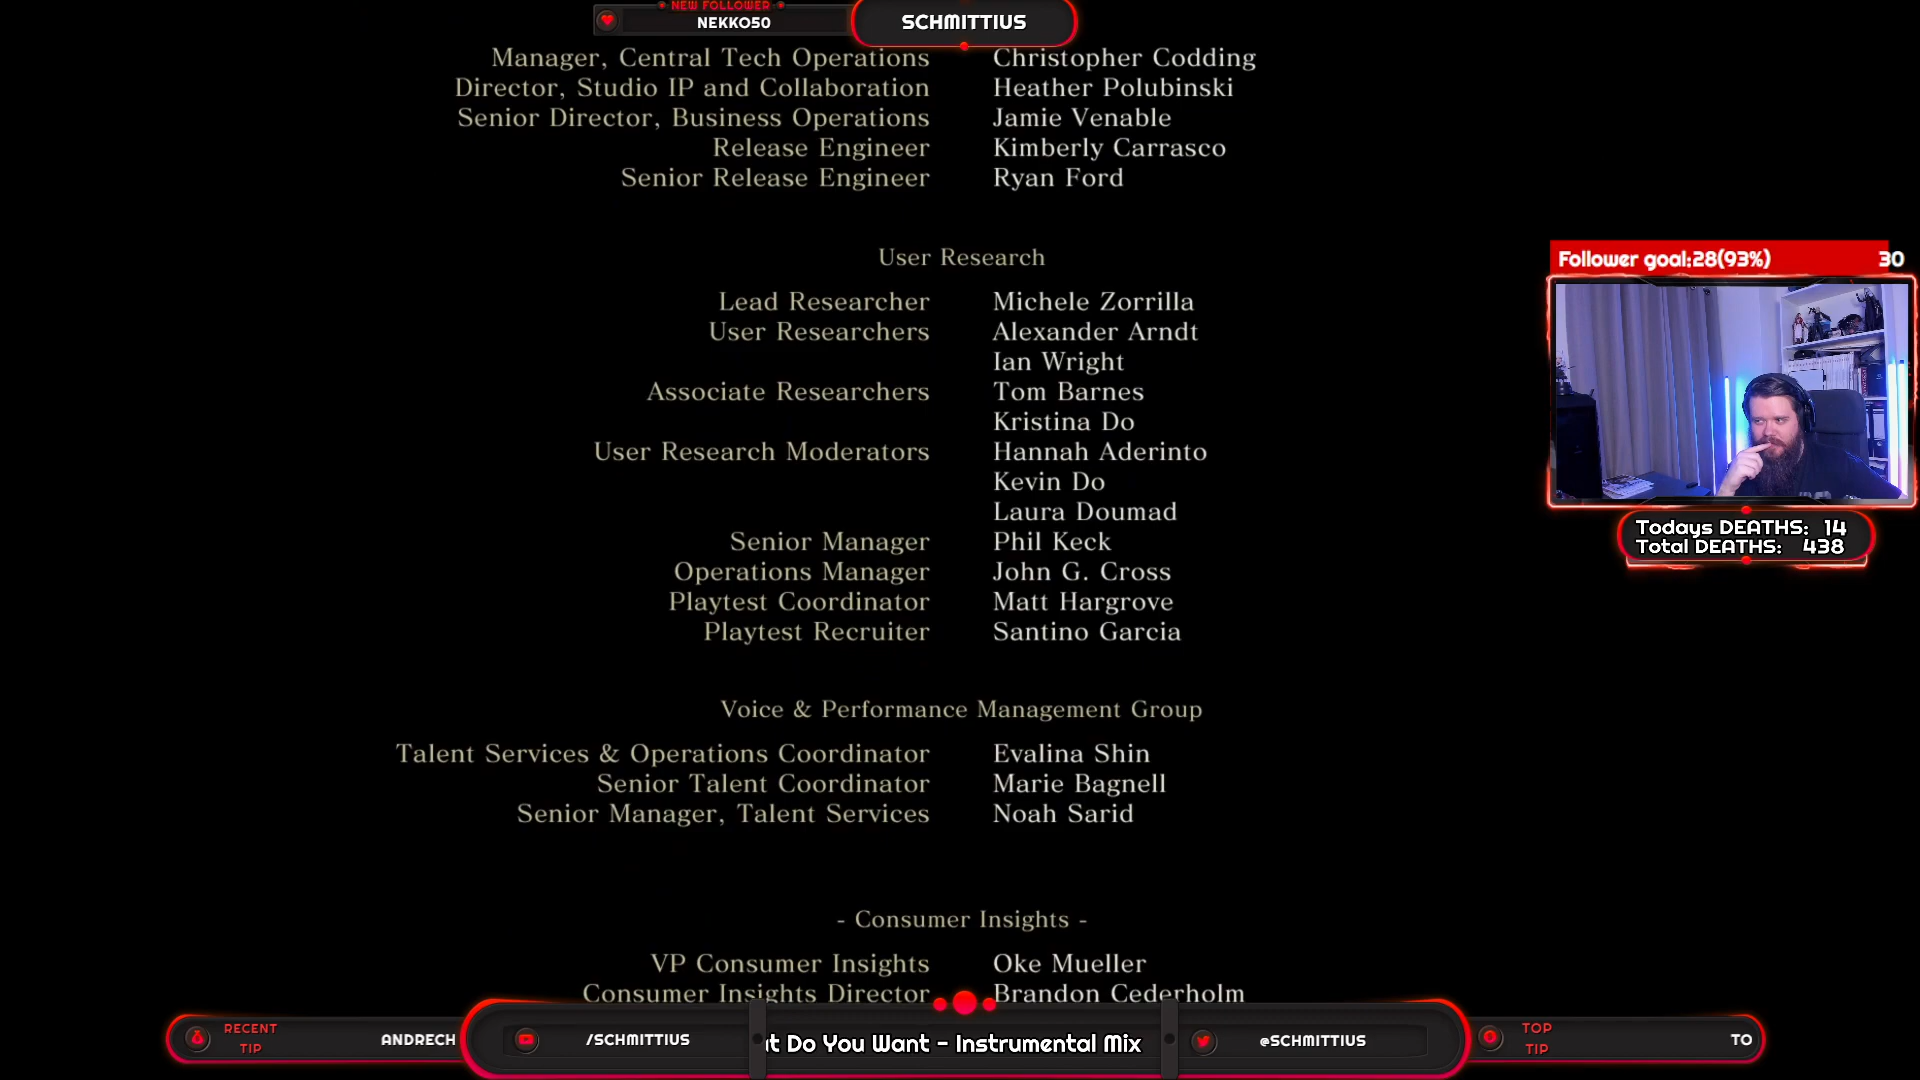 NEW FOLLOWER
NEKKO50
SCHMITTIUS
Manager, Central Tech Operations Christopher Codding
Director, Studio IP and Collaboration Heather Polubinski
Senior Director, Business Operations Jamie Venable
Release Engineer Kimberly Carrasco
Senior Release Engineer Ryan Ford
User Research
Lead Researcher Michele Zorrilla
User Researchers Alexander Arndt
Ian Wright
Associate Researchers Tom Barnes
Kristina Do
User Research Moderators Hannah Aderinto
Kevin Do
Laura Doumad
Senior Manager Phil Keck
Operations Manager John G. Cross
Playtest Coordinator Matt Hargrove
Playtest Recruiter Santino Garcia
Voice & Performance Management Group
Talent Services & Operations Coordinator Evalina Shin
Senior Talent Coordinator Marie Bagnell
Senior Manager, Talent Services Noah Sarid
- Consumer Insights -
VP Consumer Insights Oke Mueller
Consumer Insights Director Brandon Cederholm
Follower goal:28(93%) 30
Todays DEATHS: 14
Total DEATHS: 438
RECENT TIP
ANDRECH
/SCHMITTIUS
at Do You Want - Instrumental Mix
@SCHMITTIUS
TOP TIP
TO